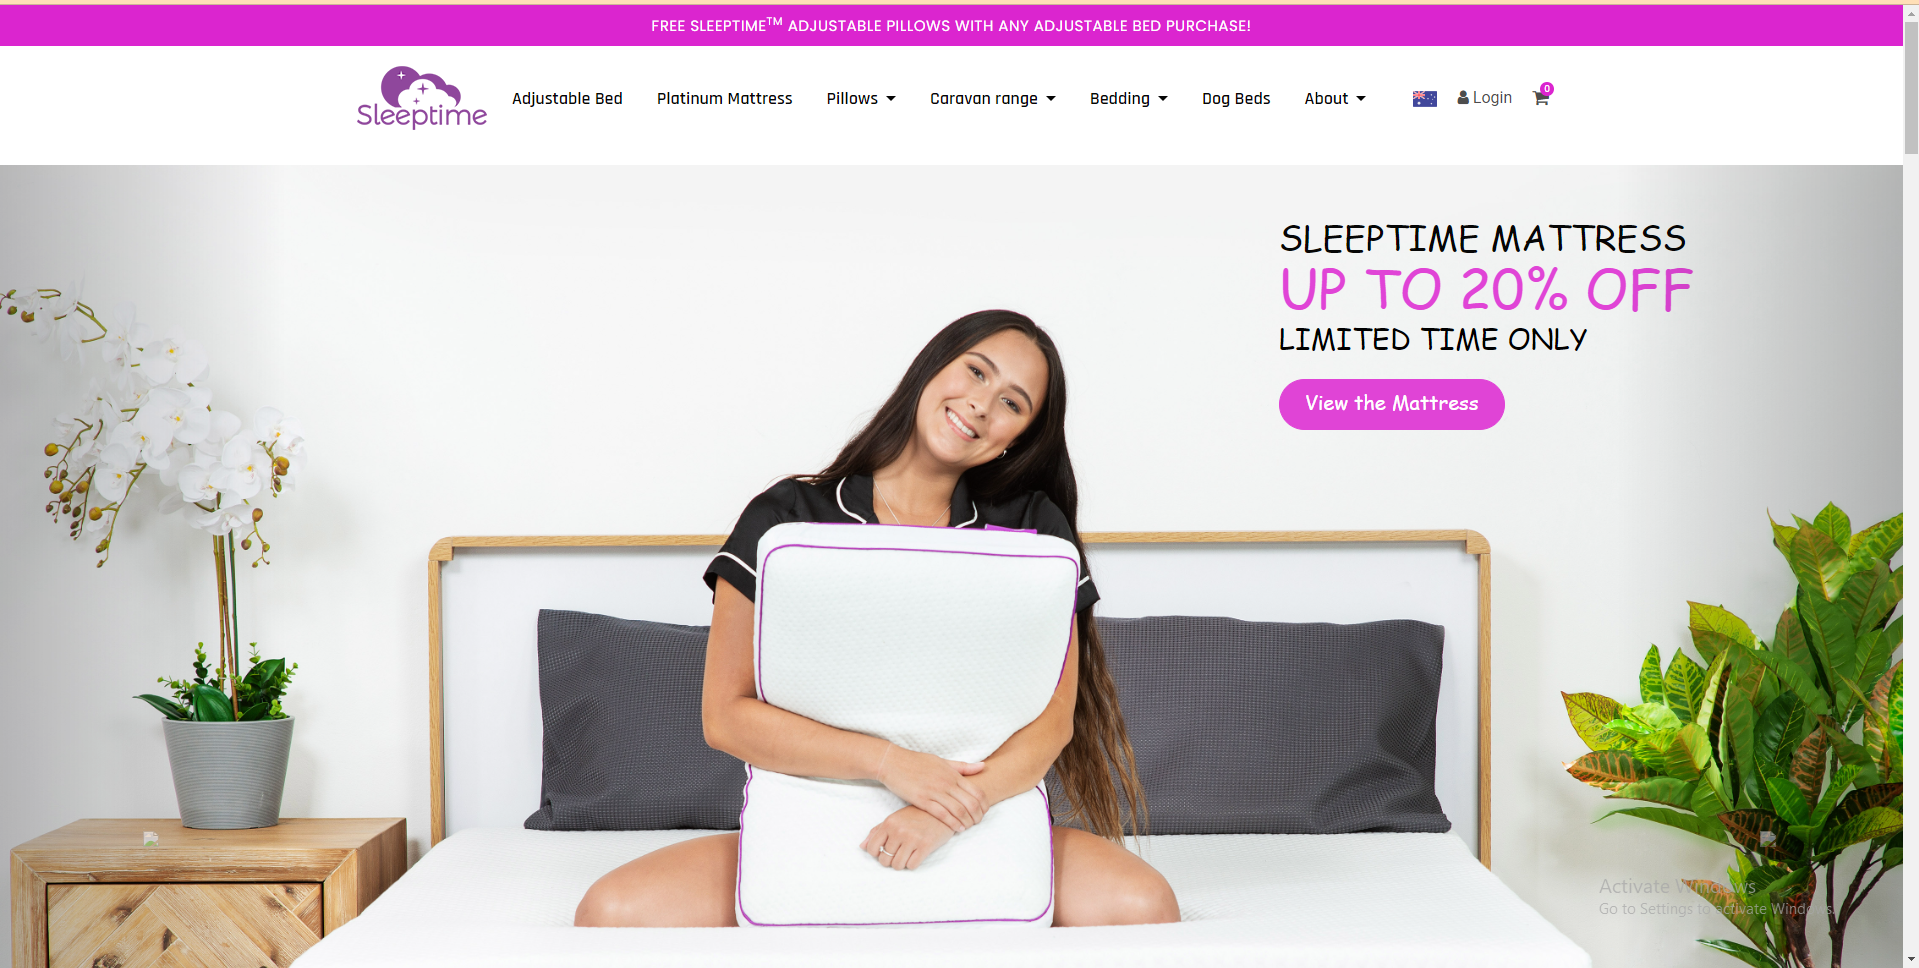 FREE SLEEPTIME™ ADJUSTABLE PILLOWS WITH ANY ADJUSTABLE BED PURCHASE!
Sleeptime
Adjustable Bed
Platinum Mattress
Pillows
Caravan range
Bedding
Dog Beds
About
Login
0
SLEEPTIME MATTRESS
UP TO 20% OFF
LIMITED TIME ONLY
View the Mattress
Activate Windows
Go to Settings to activate Windows.